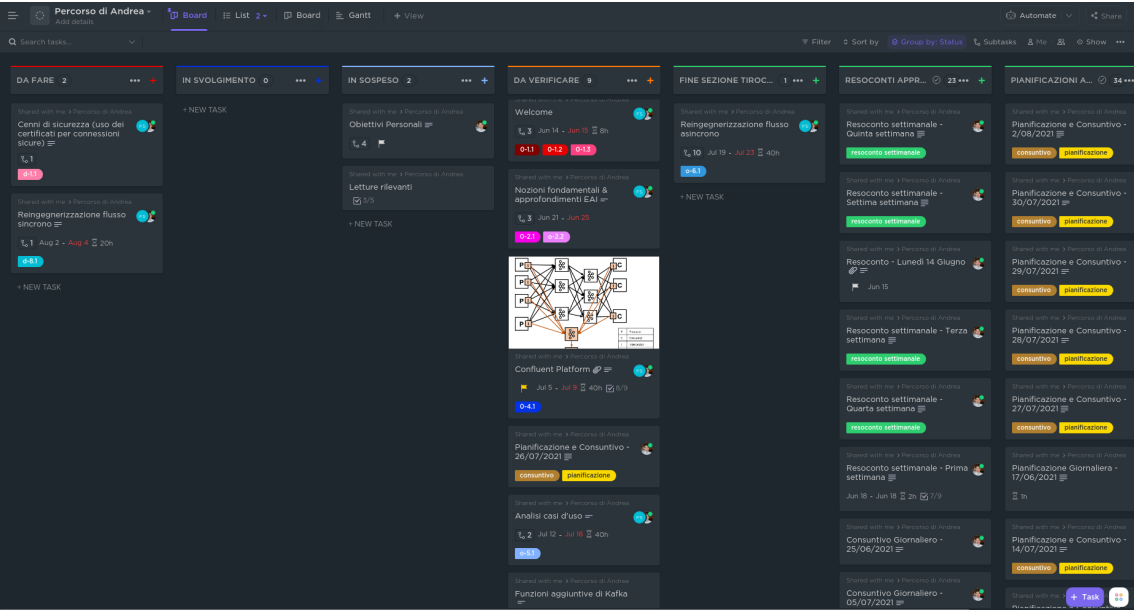 Percorso di Andrea
Add details
Board
List 2
Board
Gantt
+ View
Automate
Share
Search tasks...
Filter
Sort by
Group by: Status
Subtasks
Me
Show
DA FARE 2
Shared with me > Percorso di Andrea
Cenni di sicurezza (uso dei
certificati per connessioni
sicure)
1
d-1.1
Shared with me > Percorso di Andrea
Reingegnerizzazione flusso
sincrono
1 Aug 2 - Aug 4 20h
d-8.1
+ NEW TASK
IN SVOLGIMENTO 0
+ NEW TASK
IN SOSPESO 2
Shared with me > Percorso di Andrea
Obiettivi Personali
4
Shared with me > Percorso di Andrea
Letture rilevanti
3/5
+ NEW TASK
DA VERIFICARE 9
Shared with me > Percorso di Andrea
Welcome
3 Jun 14 - Jun 15 8h
0-1.1 0-1.2 0-1.3
Shared with me > Percorso di Andrea
Nozioni fondamentali &
approfondimenti EAI
3 Jun 21 - Jun 25
0-2.1 o-2.2
P C
P
P C
P C
Shared with me > Percorso di Andrea
Confluent Platform
Jul 5 - Jul 9 40h 8/9
0-4.1
Shared with me > Percorso di Andrea
Pianificazione e Consuntivo -
26/07/2021
consuntivo pianificazione
Shared with me > Percorso di Andrea
Analisi casi d'uso
2 Jul 12 - Jul 16 40h
o-5.1
Shared with me > Percorso di Andrea
Funzioni aggiuntive di Kafka
FINE SEZIONE TIROC... 1
Shared with me > Percorso di Andrea
Reingegnerizzazione flusso
asincrono
10 Jul 19 - Jul 23 40h
o-6.1
+ NEW TASK
RESOCONTI APPR... 23
Shared with me > Percorso di Andrea
Resoconto settimanale -
Quinta settimana
resoconto settimanale
Shared with me > Percorso di Andrea
Resoconto settimanale -
Settima settimana
resoconto settimanale
Shared with me > Percorso di Andrea
Resoconto - Lunedì 14 Giugno
Jun 15
Shared with me > Percorso di Andrea
Resoconto settimanale - Terza
settimana
resoconto settimanale
Shared with me > Percorso di Andrea
Resoconto settimanale -
Quarta settimana
resoconto settimanale
Shared with me > Percorso di Andrea
Resoconto settimanale - Prima
settimana
Jun 18 - Jun 18 2h 7/9
Shared with me > Percorso di Andrea
Consuntivo Giornaliero -
25/06/2021
Shared with me > Percorso di Andrea
Consuntivo Giornaliero -
05/07/2021
PIANIFICAZIONI A... 34
Shared with me > Percorso di Andrea
Pianificazione e Consuntivo -
2/08/2021
consuntivo pianificazione
Shared with me > Percorso di Andrea
Pianificazione e Consuntivo -
30/07/2021
consuntivo pianificazione
Shared with me > Percorso di Andrea
Pianificazione e Consuntivo -
29/07/2021
consuntivo pianificazione
Shared with me > Percorso di Andrea
Pianificazione e Consuntivo -
28/07/2021
consuntivo pianificazione
Shared with me > Percorso di Andrea
Pianificazione e Consuntivo -
27/07/2021
consuntivo pianificazione
Shared with me > Percorso di Andrea
Pianificazione Giornaliera -
17/06/2021
1h
Shared with me > Percorso di Andrea
Pianificazione e Consuntivo -
14/07/2021
consuntivo pianificazione
Shared with me
+ Task